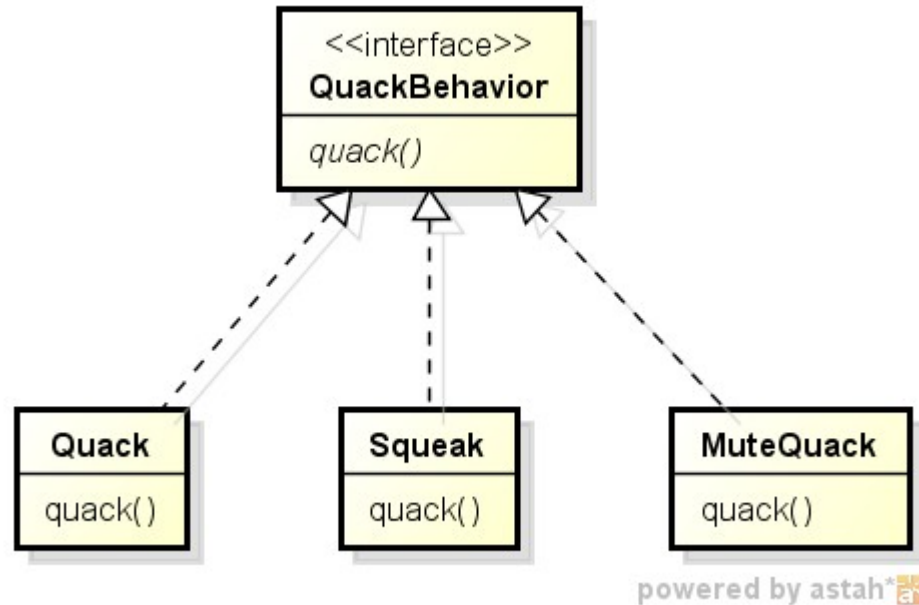 <<interface>>
QuackBehavior
quack()
Quack
quack()
Squeak
quack()
MuteQuack
quack()
powered by astah*